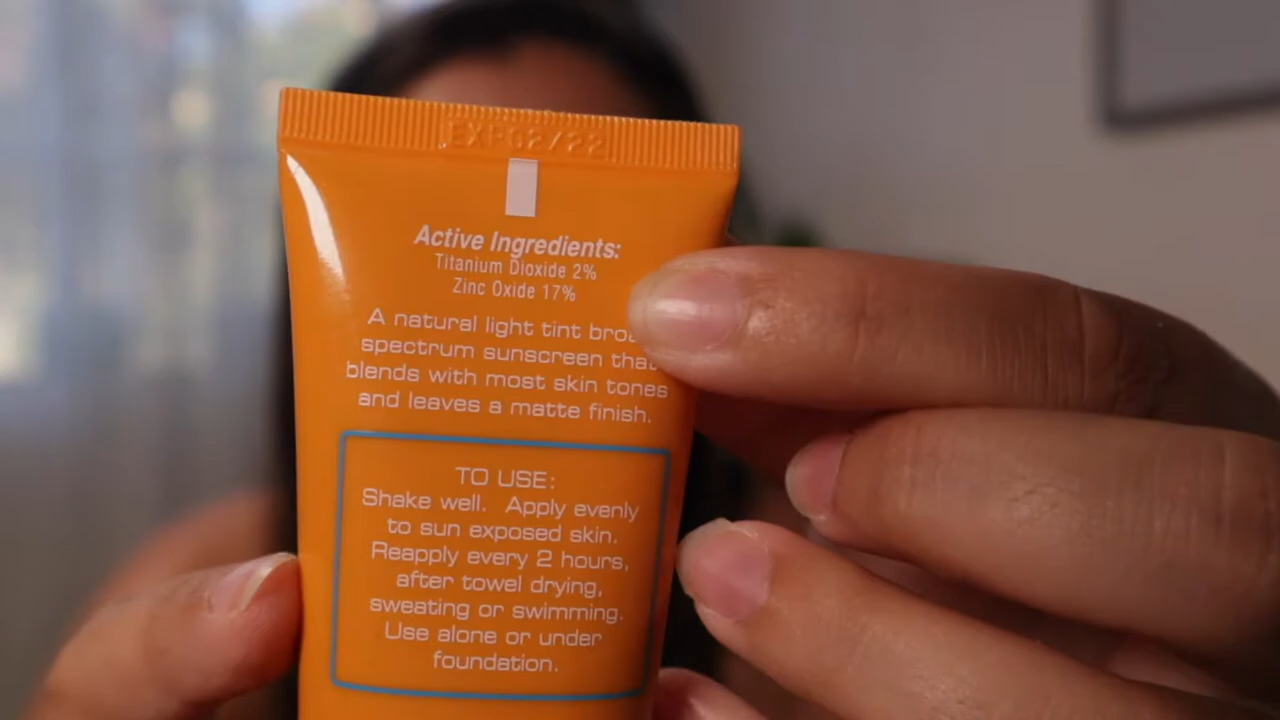 EXP02/22
Active Ingredients:
Titanium Dioxide 2%
Zinc Oxide 17%
A natural light tint
spectrum sunscreen
blends with most skin tones
and leaves a matte finish.
TO USE:
Shake well. Apply evenly
to sun exposed skin.
Reapply every 2 hours,
after towel drying,
sweating or swimming.
Use alone or under
foundation.